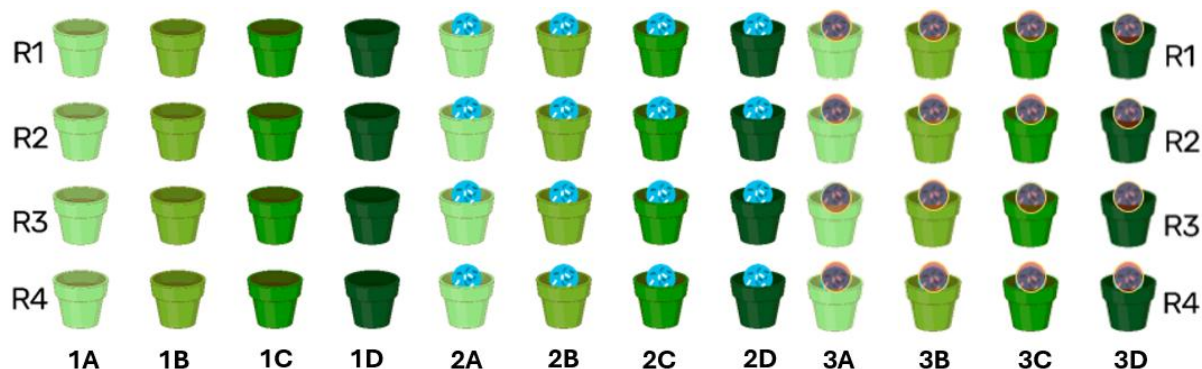 R1 R1
R2 R2
R3 R3
R4 R4
1A 1B 1C 1D 2A 2B 2C 2D 3A 3B 3C 3D